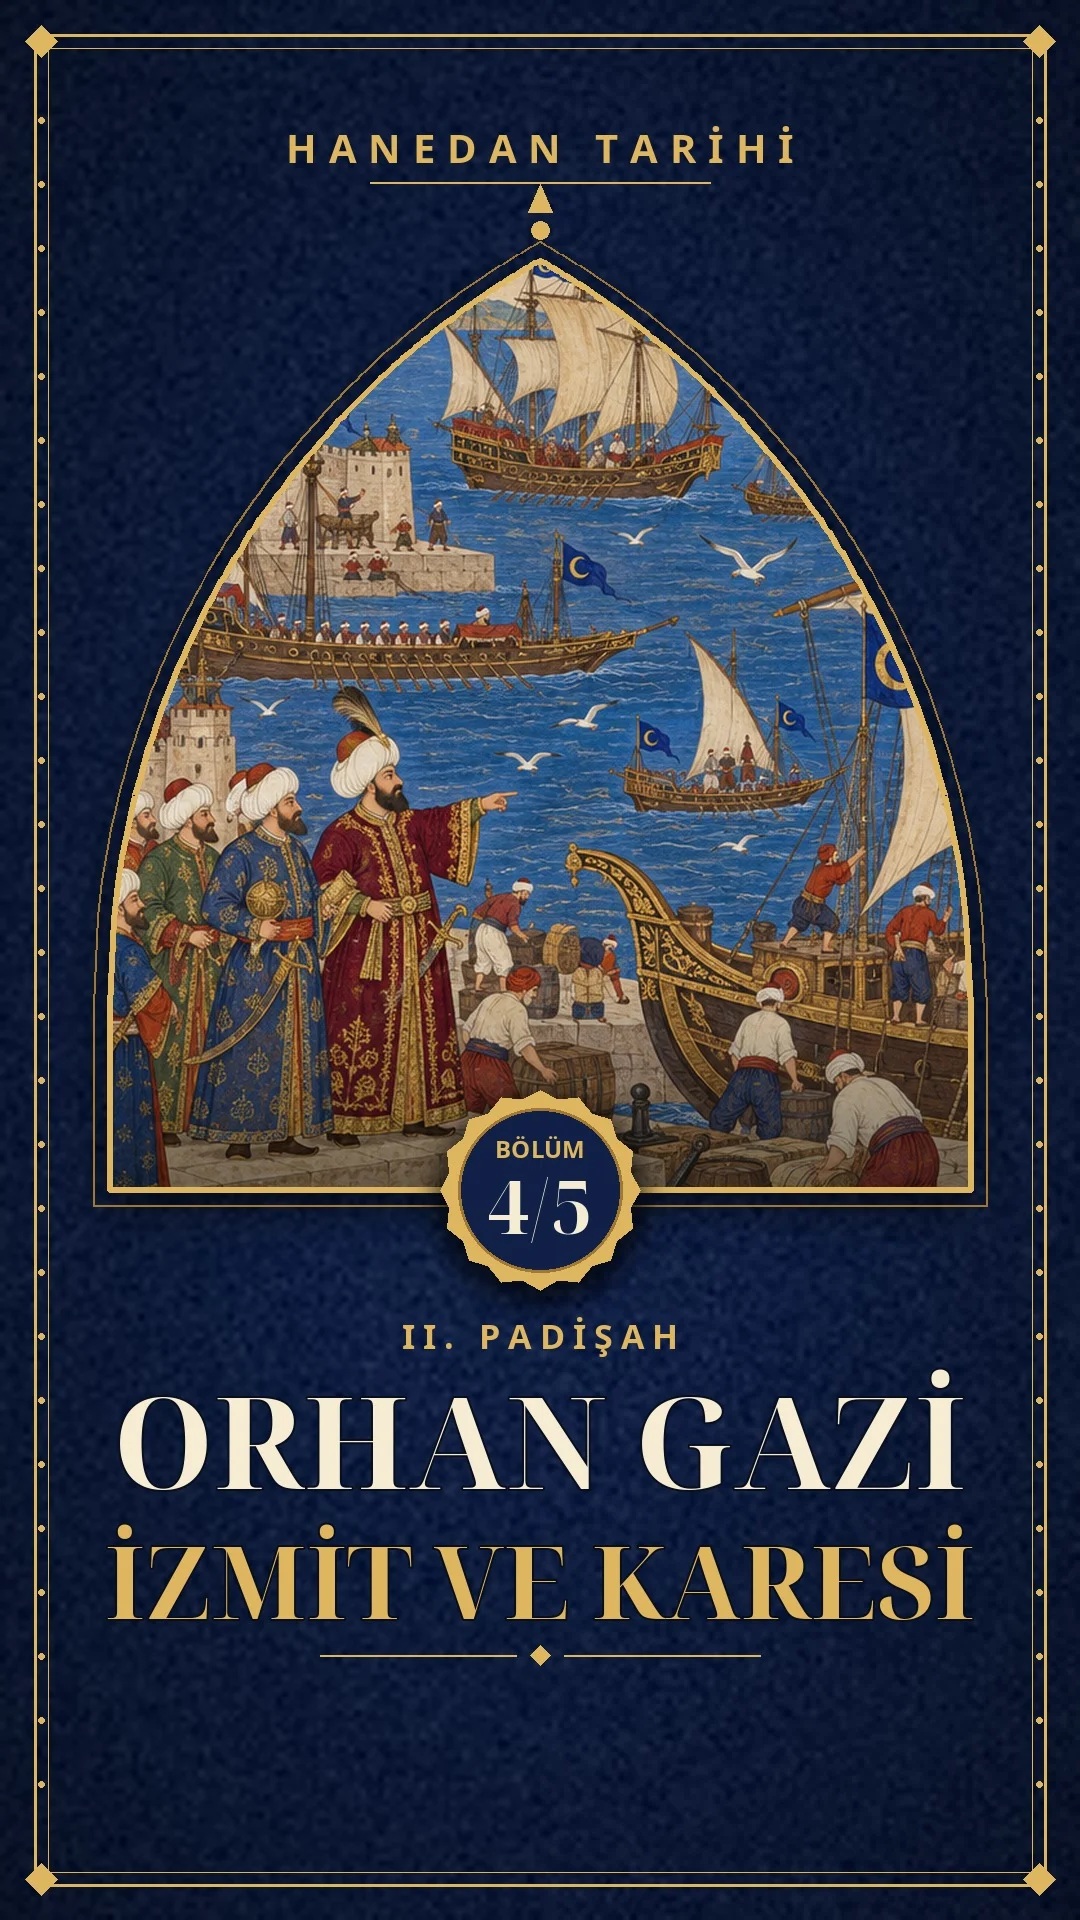 HANEDAN TARİHİ
BÖLÜM
4/5
II. PADİŞAH
ORHAN GAZİ
İZMİT VE KARESİ